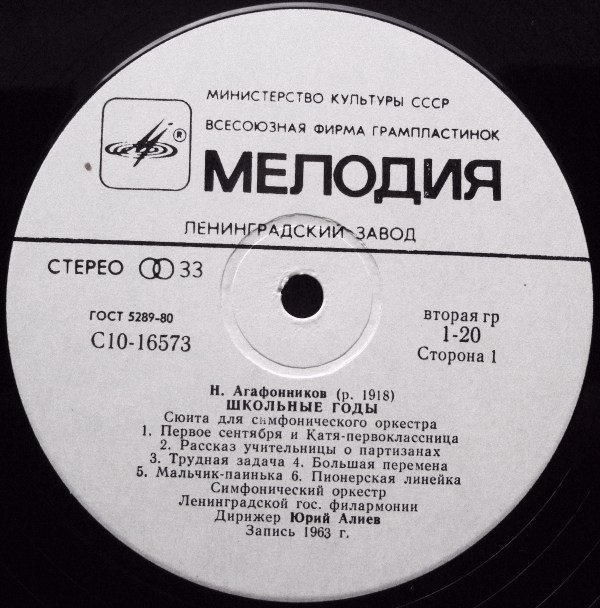 МИНИСТЕРСТВО КУЛЬТУРЫ СССР
ВСЕСОЮЗНАЯ ФИРМА ГРАМПЛАСТИНОК
®
МЕЛОДИЯ
ЛЕНИНГРАДСКИЙ ЗАВОД
СТЕРЕО 33
ГОСТ 5289-80
С10-16573
вторая гр
1-20
Сторона 1
Н. Агафонников (р. 1918)
ШКОЛЬНЫЕ ГОДЫ
Сюита для симфонического оркестра
1. Первое сентября и Катя-первоклассница
2. Рассказ учительницы о партизанах
3. Трудная задача 4. Большая перемена
5. Мальчик-паинька 6. Пионерская линейка
Симфонический оркестр
Ленинградской гос. филармонии
Дирижер Юрий Алиев
Запись 1963 г.